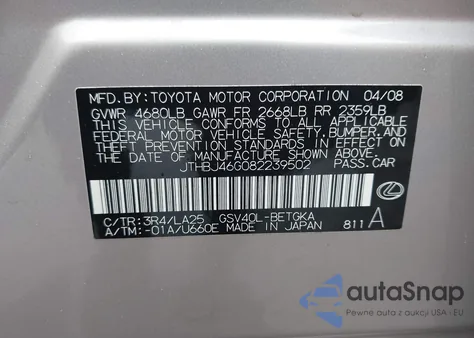 MFD. BY: TOYOTA MOTOR CORPORATION 04/08
GVWR 4680LB GAWR FR 2668LB RR 2359LB
THIS VEHICLE CONFORMS TO ALL APPLICABLE
FEDERAL MOTOR VEHICLE SAFETY, BUMPER, AND
THEFT PREVENTION STANDARDS IN EFFECT ON
THE DATE OF MANUFACTURE SHOWN ABOVE.
JTHBJ46G082239502 PASS.CAR
C/TR:3R4/LA25 GSV40L-BETGKA
A/TM:-01A/U660E MADE IN JAPAN 811 A
autoSnap
Pewne auta z aukcji USA - EU